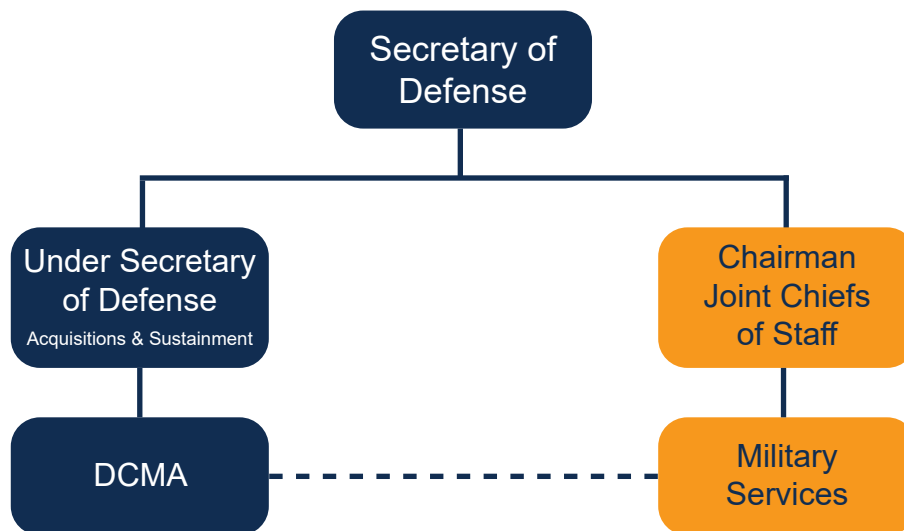 Secretary of
Defense
Under Secretary
of Defense
Acquisitions & Sustainment
Chairman
Joint Chiefs
of Staff
DCMA
Military
Services